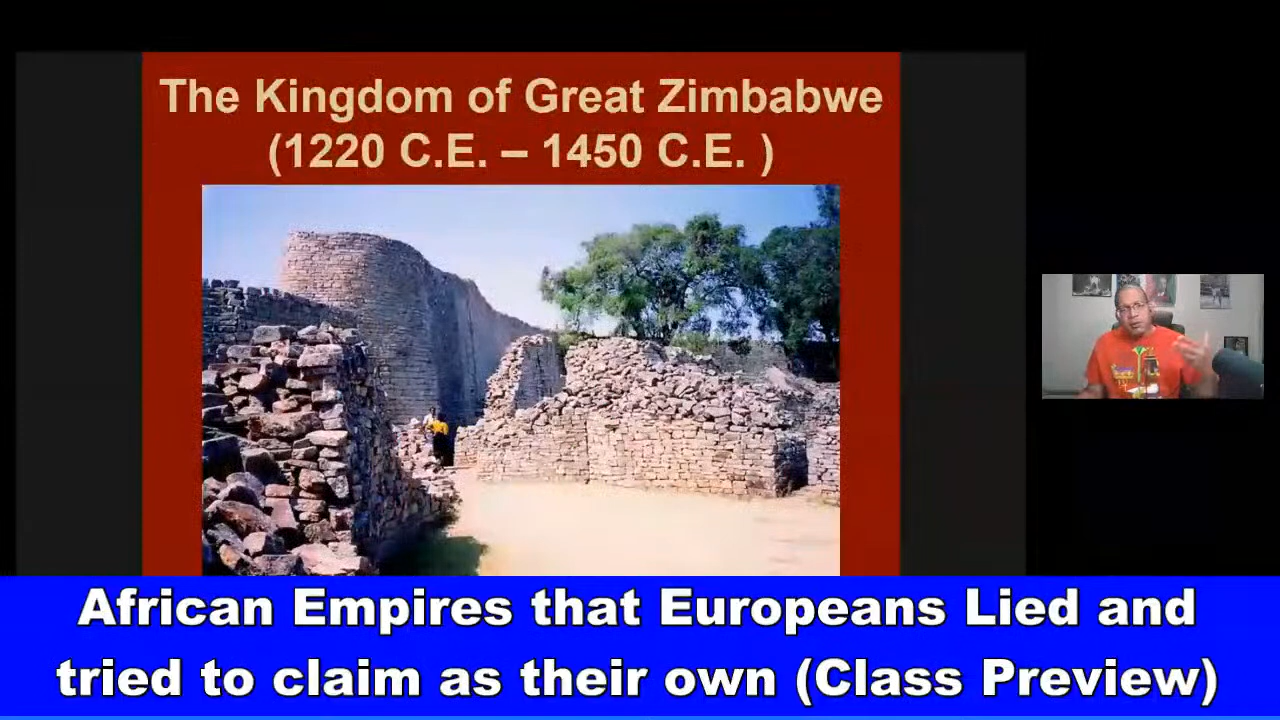 The Kingdom of Great Zimbabwe
(1220 C.E. – 1450 C.E. )
African Empires that Europeans Lied and
tried to claim as their own (Class Preview)